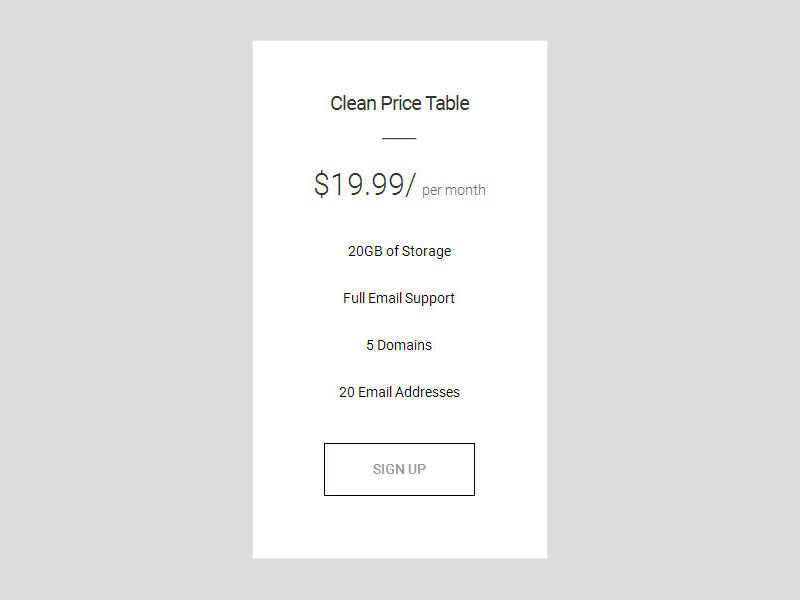 Clean Price Table
$19.99/ per month
20GB of Storage
Full Email Support
5 Domains
20 Email Addresses
SIGN UP